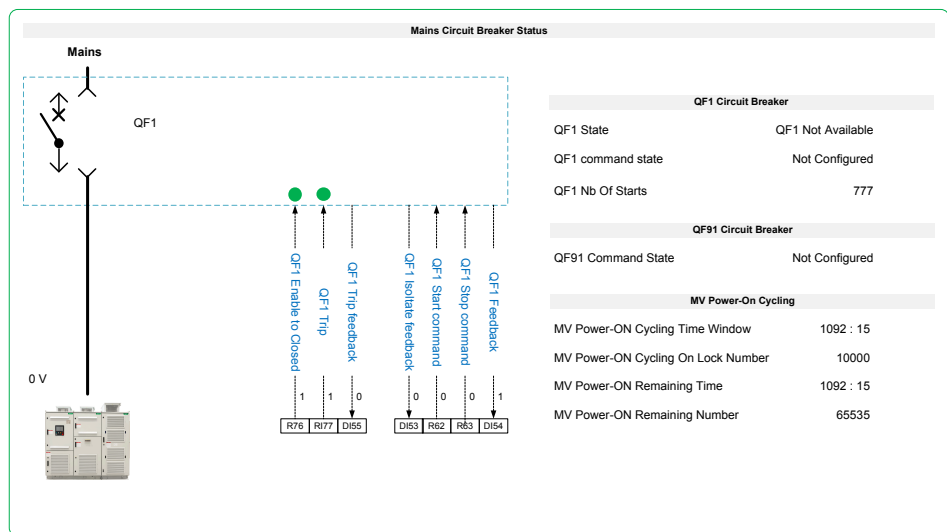 Mains Circuit Breaker Status
Mains
QF1
QF1 Circuit Breaker
QF1 State QF1 Not Available
QF1 command state Not Configured
QF1 Nb Of Starts 777
QF91 Circuit Breaker
QF91 Command State Not Configured
MV Power-On Cycling
MV Power-ON Cycling Time Window 1092 : 15
MV Power-ON Cycling On Lock Number 10000
MV Power-ON Remaining Time 1092 : 15
MV Power-ON Remaining Number 65535
QF1 Enable to Closed
QF1 Trip
QF1 Trip feedback
QF1 Isoltate feedback
QF1 Start command
QF1 Stop command
QF1 Feedback
0 V
1 1 0 0 0 0 1
R76 RI77 DI55 DI53 R62 R63 DI54